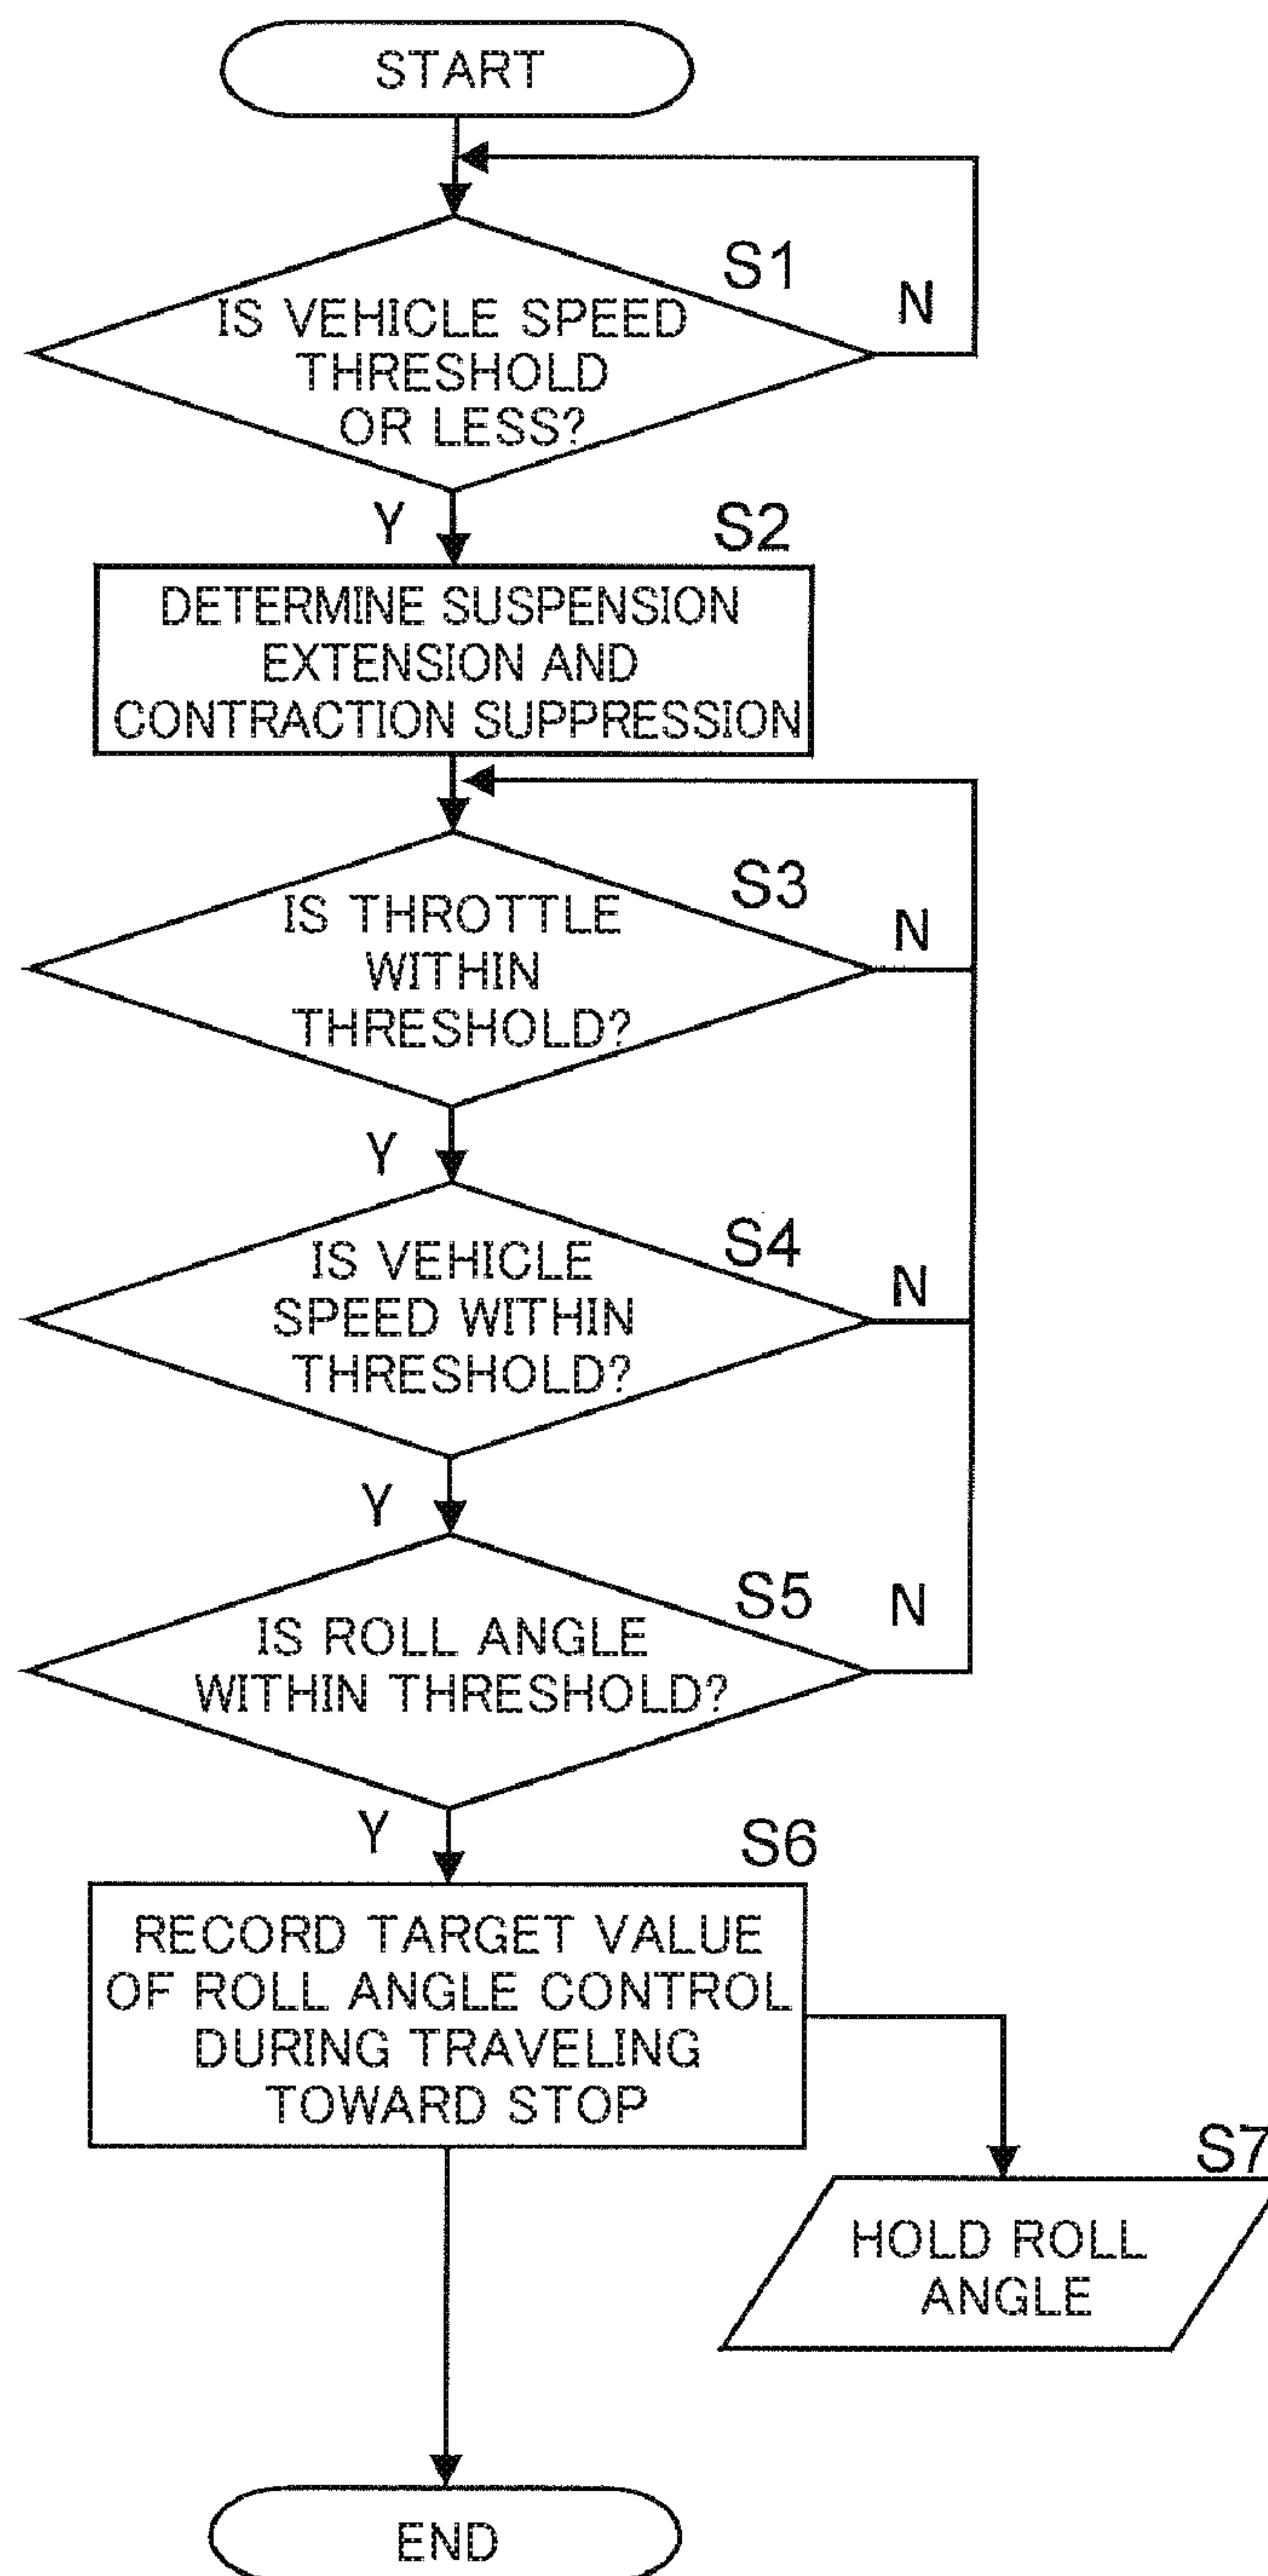 START
S1
N
IS VEHICLE SPEED
THRESHOLD
OR LESS?
Y
S2
DETERMINE SUSPENSION
EXTENSION AND
CONTRACTION SUPPRESSION
S3
N
IS THROTTLE
WITHIN
THRESHOLD?
Y
S4
N
IS VEHICLE
SPEED WITHIN
THRESHOLD?
Y
S5
N
IS ROLL ANGLE
WITHIN THRESHOLD?
Y
S6
RECORD TARGET VALUE
OF ROLL ANGLE CONTROL
DURING TRAVELING
TOWARD STOP
S7
HOLD ROLL
ANGLE
END